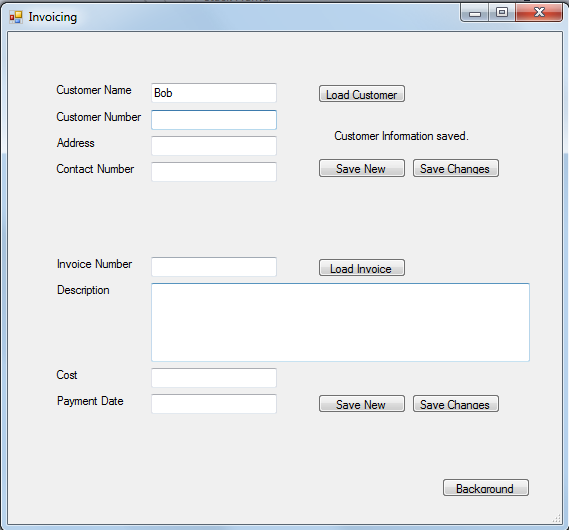 Invoicing
Customer Name Bob Load Customer
Customer Number
Customer Information saved.
Address
Contact Number Save New Save Changes
Invoice Number Load Invoice
Description
Cost
Payment Date Save New Save Changes
Background